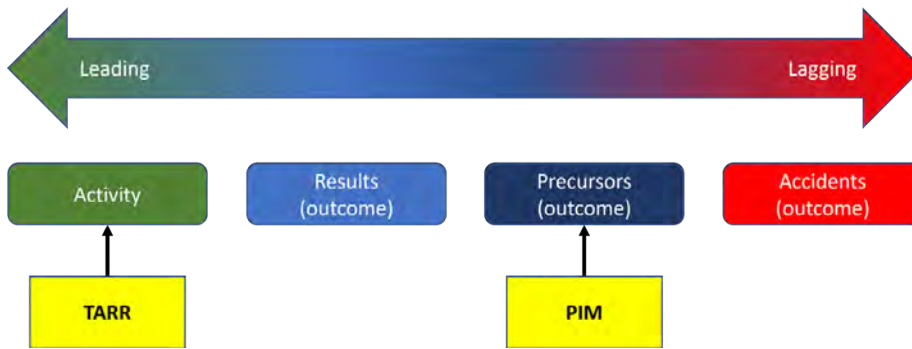 Leading
Lagging
Activity
Results
(outcome)
Precursors
(outcome)
Accidents
(outcome)
TARR
PIM